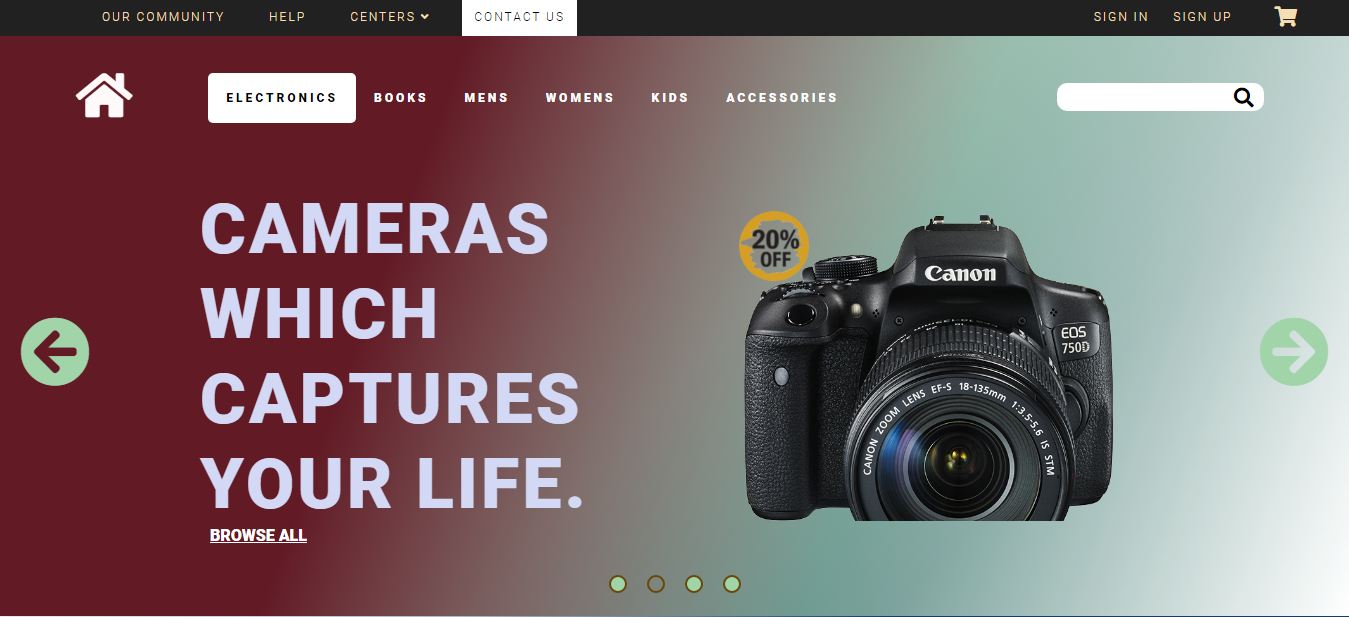 OUR COMMUNITY HELP CENTERS CONTACT US SIGN IN SIGN UP
ELECTRONICS BOOKS MENS WOMENS KIDS ACCESSORIES
CAMERAS
WHICH
CAPTURES
YOUR LIFE.
BROWSE ALL
20%
OFF
Canon
EOS
750D
CANON ZOOM LENS EF-S 18-135mm 1:3.5-5.6 IS STM